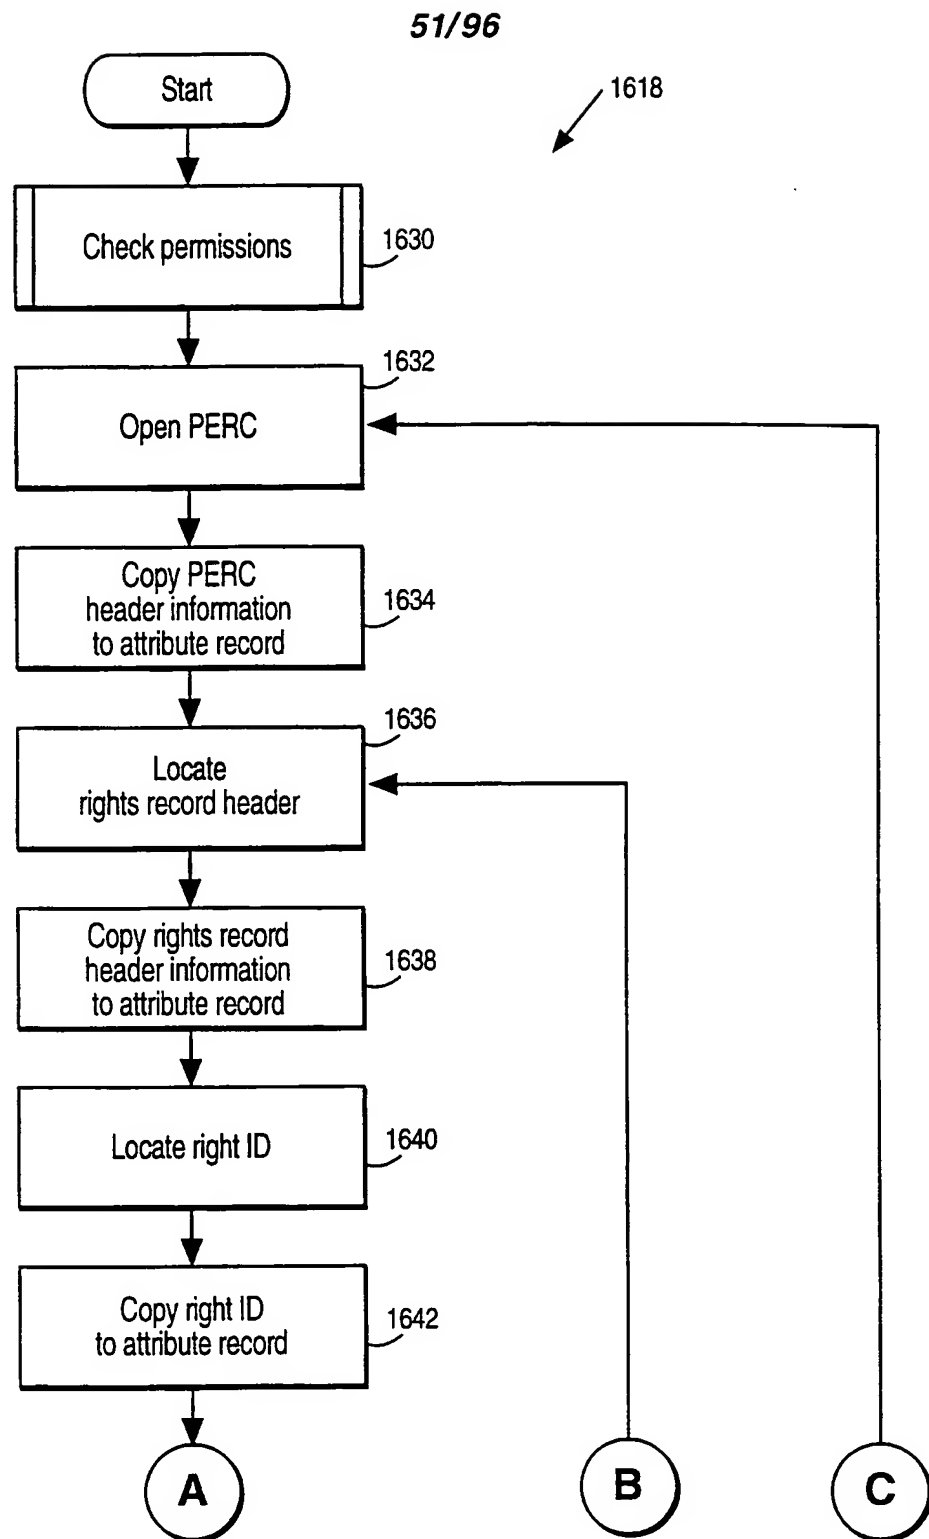 51/96
Start
1618
Check permissions
1630
1632
Open PERC
Copy PERC
header information
to attribute record
1634
1636
Locate
rights record header
Copy rights record
header information
to attribute record
1638
Locate right ID
1640
Copy right ID
to attribute record
1642
A
B
C